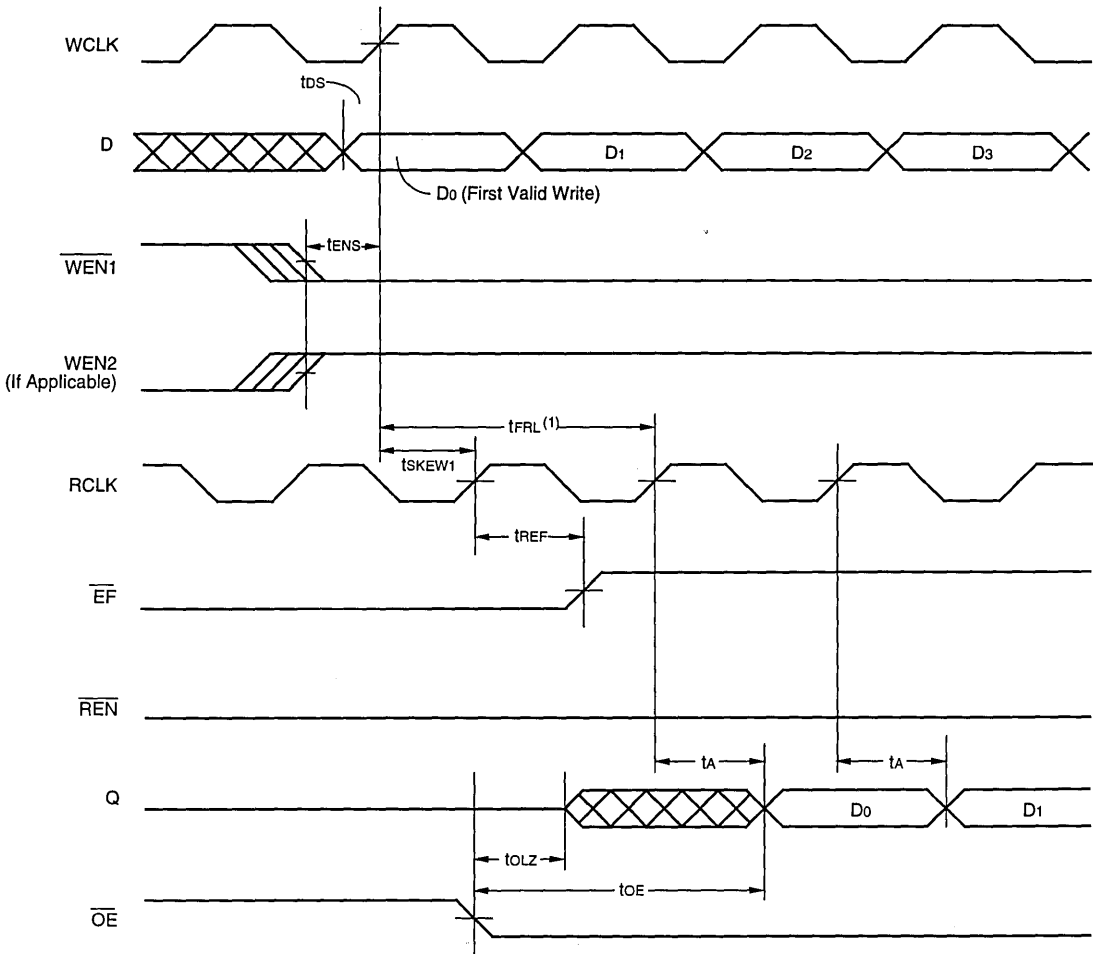 WCLK
tDS
D
D1
D2
D3
D0 (First Valid Write)
tENS
WEN1
WEN2
(If Applicable)
tFRL (1)
tSKEW1
RCLK
tREF
EF
REN
tA
tA
Q
D0
D1
tOLZ
tOE
OE